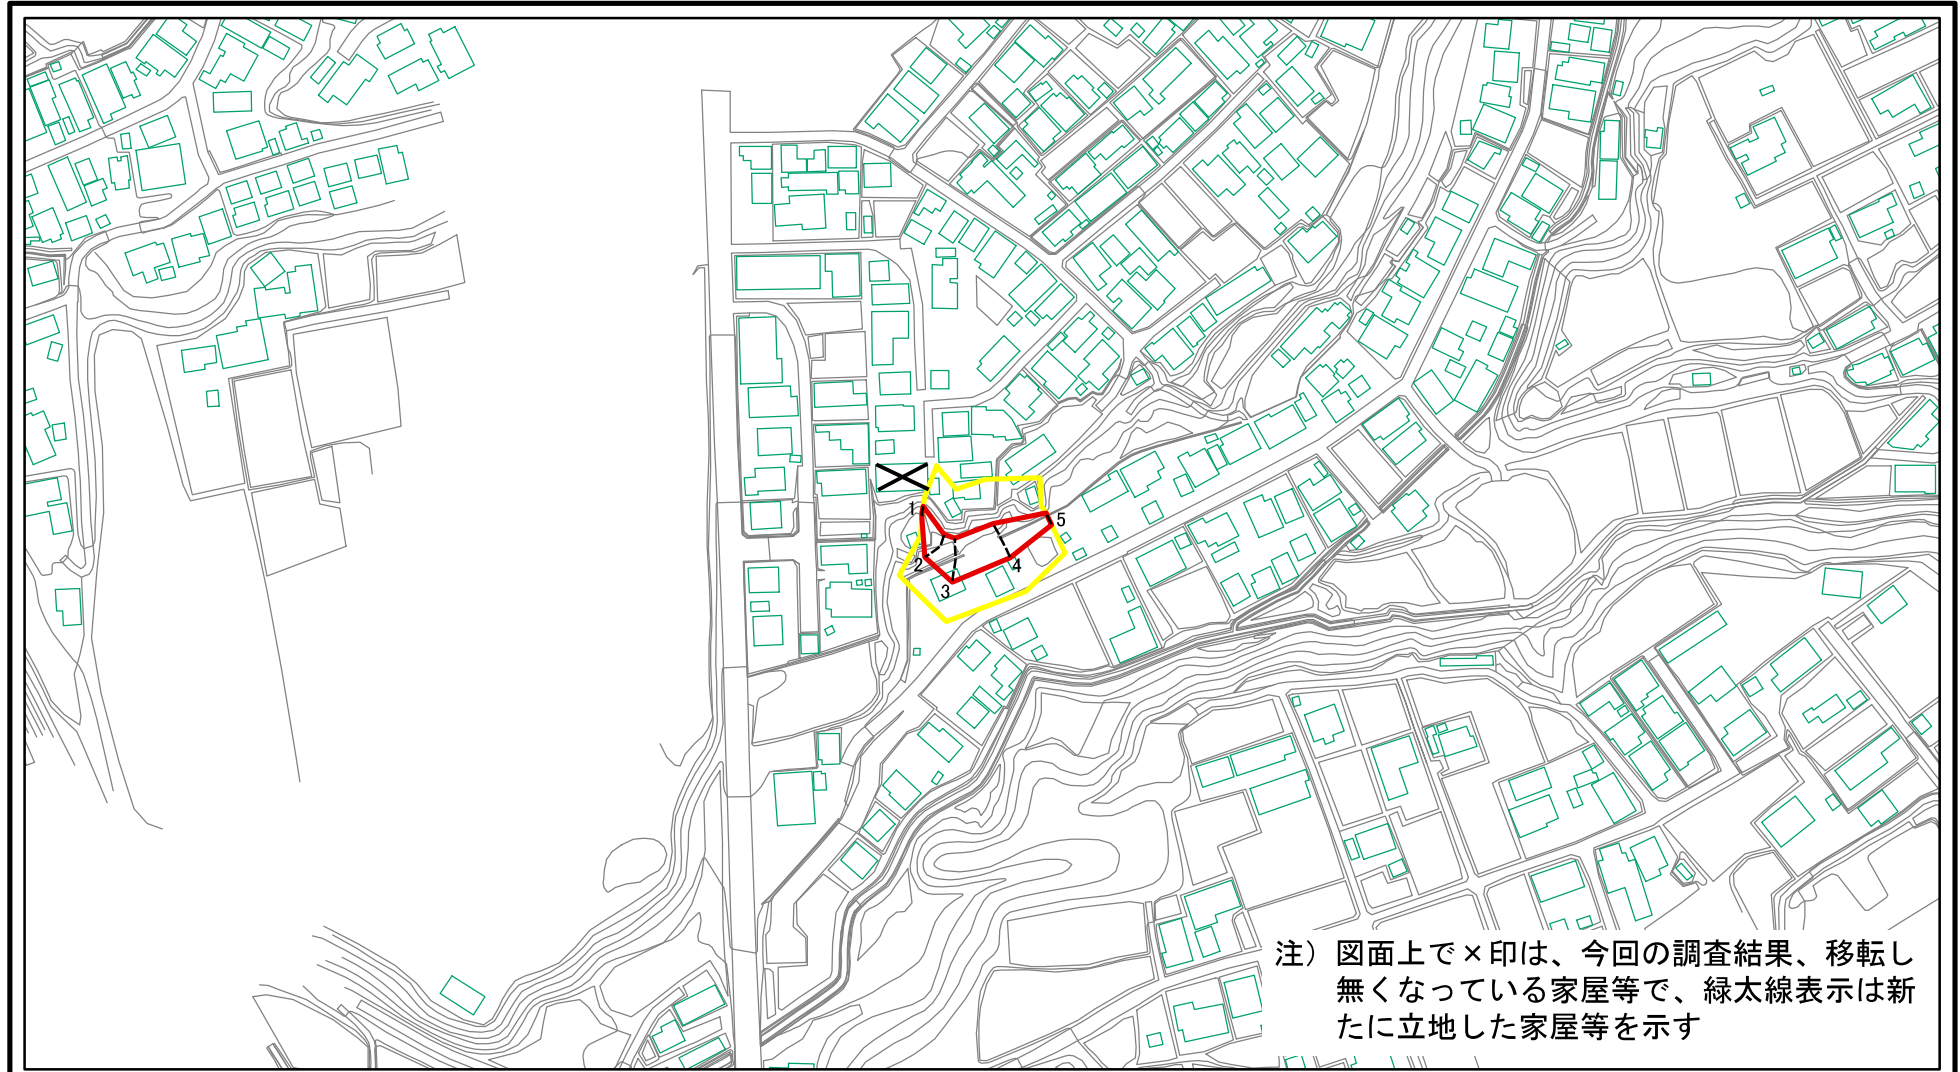 1
5
2
4
3
注）図面上で×印は、今回の調査結果、移転し
無くなっている家屋等で、緑太線表示は新
たに立地した家屋等を示す